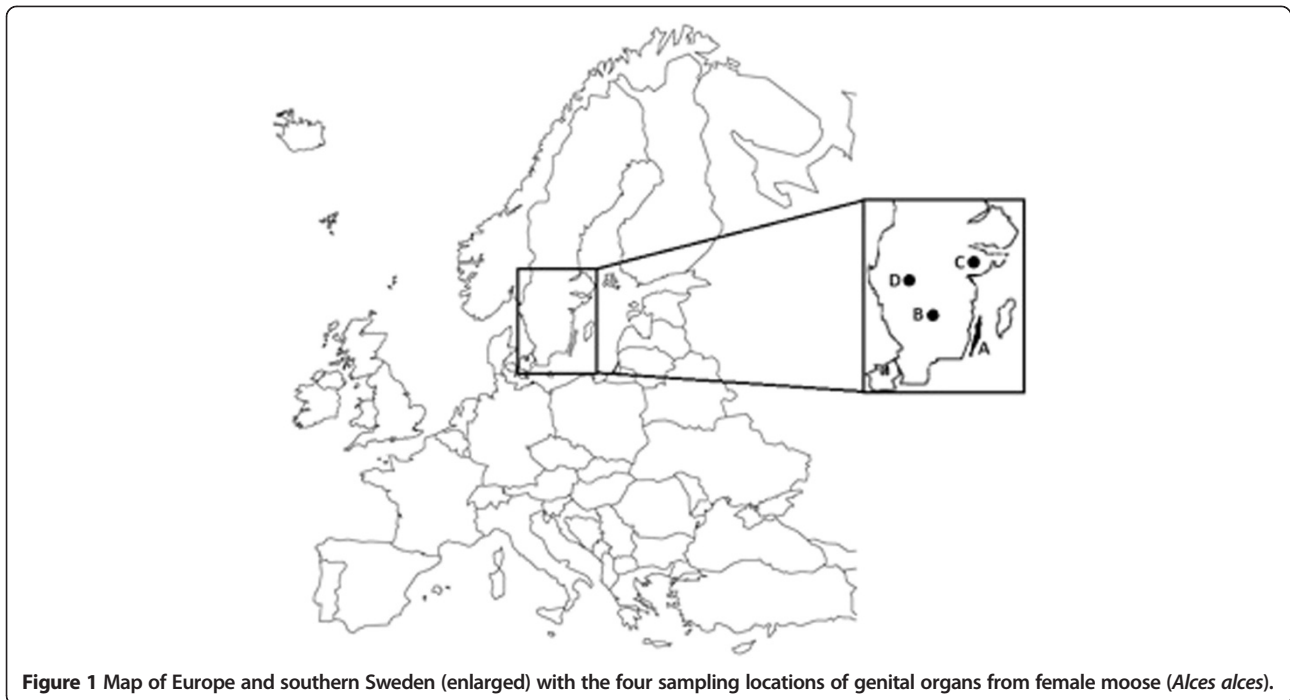 C
D
B
A
Figure 1 Map of Europe and southern Sweden (enlarged) with the four sampling locations of genital organs from female moose (Alces alces).